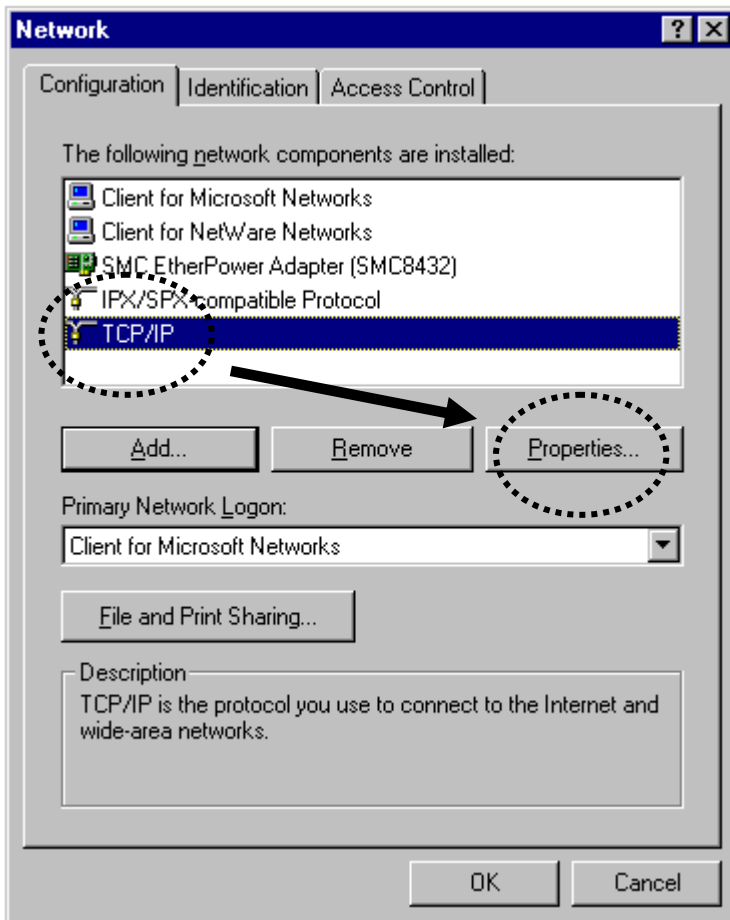 Network
Configuration Identification Access Control
The following network components are installed:
Client for Microsoft Networks
Client for NetWare Networks
SMC EtherPower Adapter (SMC8432)
IPX/SPX-compatible Protocol
TCP/IP
Add... Remove Properties...
Primary Network Logon:
Client for Microsoft Networks
File and Print Sharing...
Description
TCP/IP is the protocol you use to connect to the Internet and
wide-area networks.
OK Cancel